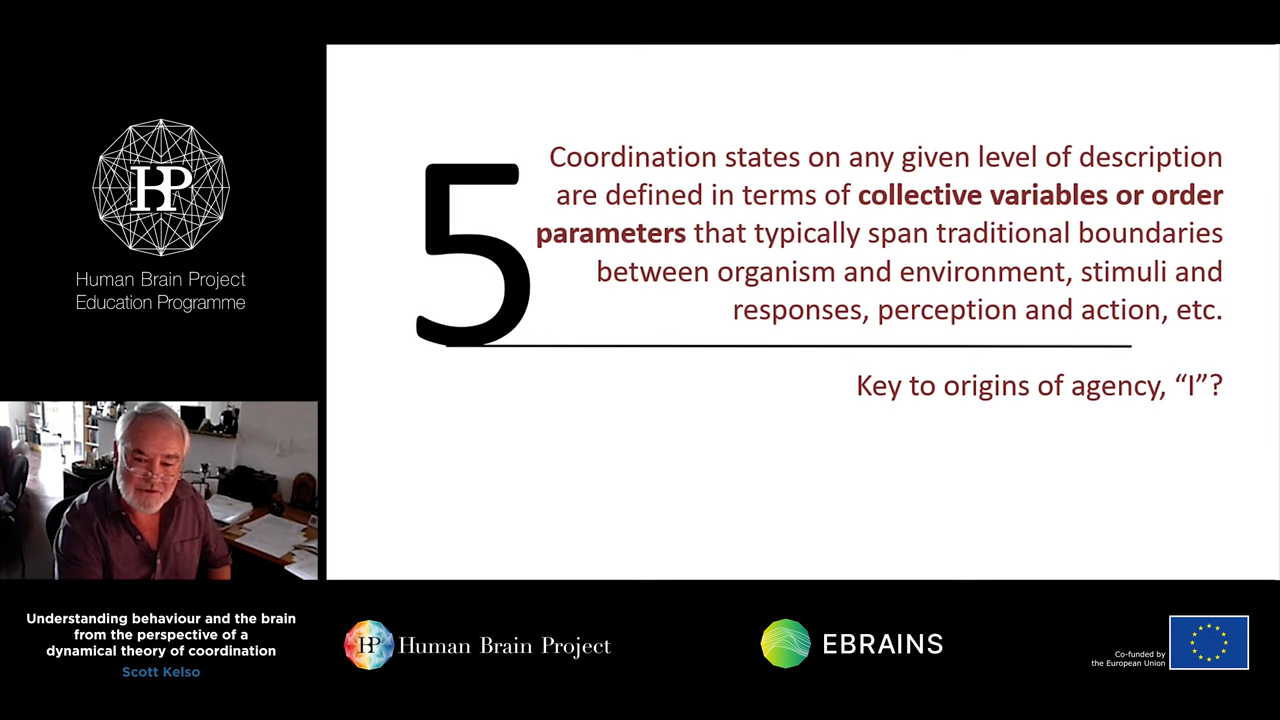 HP
Human Brain Project
Education Programme
5
Coordination states on any given level of description
are defined in terms of collective variables or order
parameters that typically span traditional boundaries
between organism and environment, stimuli and
responses, perception and action, etc.
Key to origins of agency, “I”?
Understanding behaviour and the brain
from the perspective of a
dynamical theory of coordination
Scott Kelso
HP Human Brain Project
EBRAINS
Co-funded by
the European Union